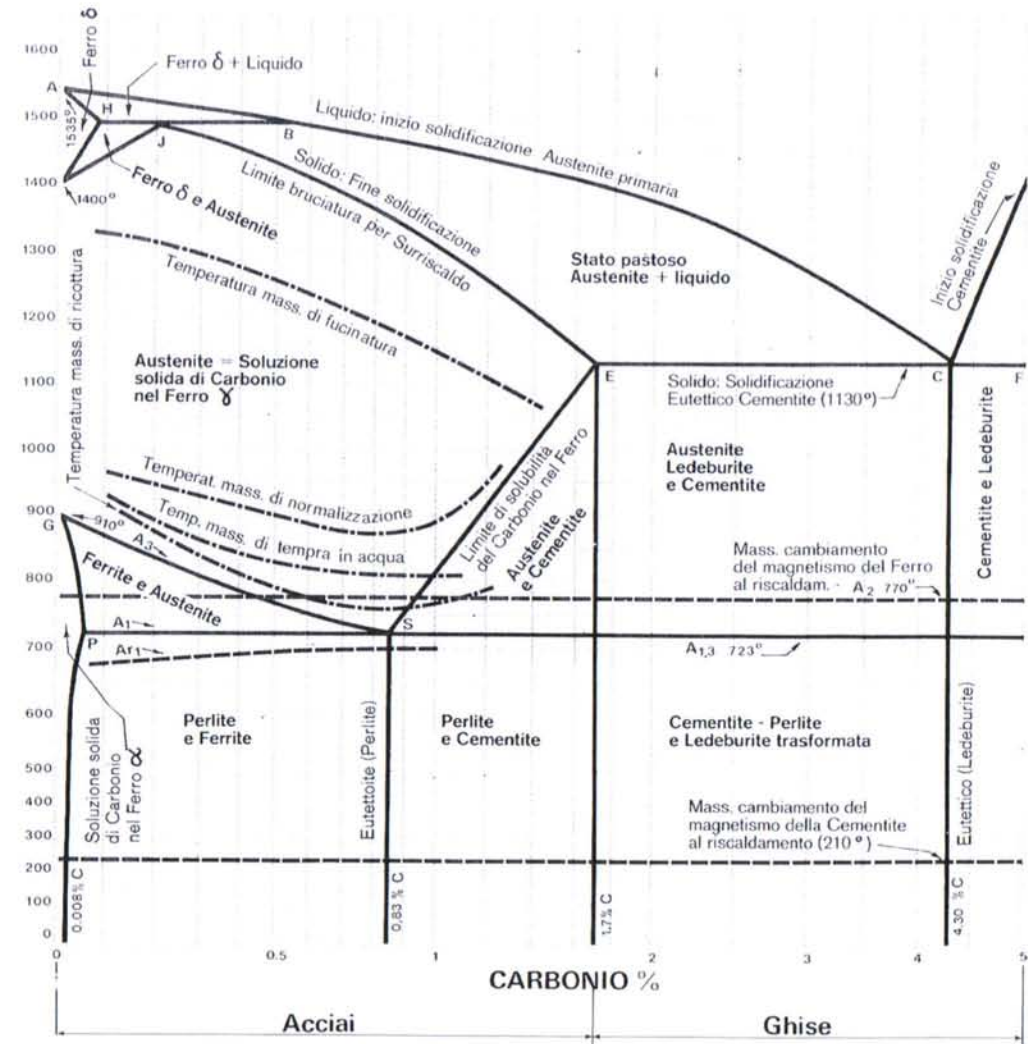 1600
Ferro δ
Ferro δ + Liquido
A
1500
H
B
J
1535°
Liquido: inizio solidificazione Austenite primaria
Solido: Fine solidificazione
Limite bruciatura per Surriscaldo
1400
1400°
Ferro δ e Austenite
1300
Temperatura mass. di fucinatura
Stato pastoso
Austenite + liquido
Inizio solidificazione
Cementite
1200
Temperatura mass. di ricottura
Austenite = Soluzione
solida di Carbonio
nel Ferro γ
1100
E
C
F
Solido: Solidificazione
Eutettico Cementite (1130°)
1000
Temperat. mass. di normalizzazione
Limite di solubilità
del Carbonio nel Ferro
Austenite
e Cementite
Austenite
Ledeburite
e Cementite
Cementite e Ledeburite
900
G
910°
Temp. mass. di tempra in acqua
A3
800
Ferrite e Austenite
Mass. cambiamento
del magnetismo del Ferro
al riscaldam. - A2 770°
A1
S
P
700
Ar1
A1,3 723°
600
Perlite
e Ferrite
Perlite
e Cementite
Cementite - Perlite
e Ledeburite trasformata
Soluzione solida
di Carbonio
nel Ferro α
Eutettoite (Perlite)
Eutettico (Ledeburite)
500
400
300
Mass. cambiamento del
magnetismo della Cementite
al riscaldamento (210°)
200
100
0
0.008% C
0,83 % C
1.7% C
4.30 % C
0 0.5 1 2 3 4 5
CARBONIO %
Acciai Ghise